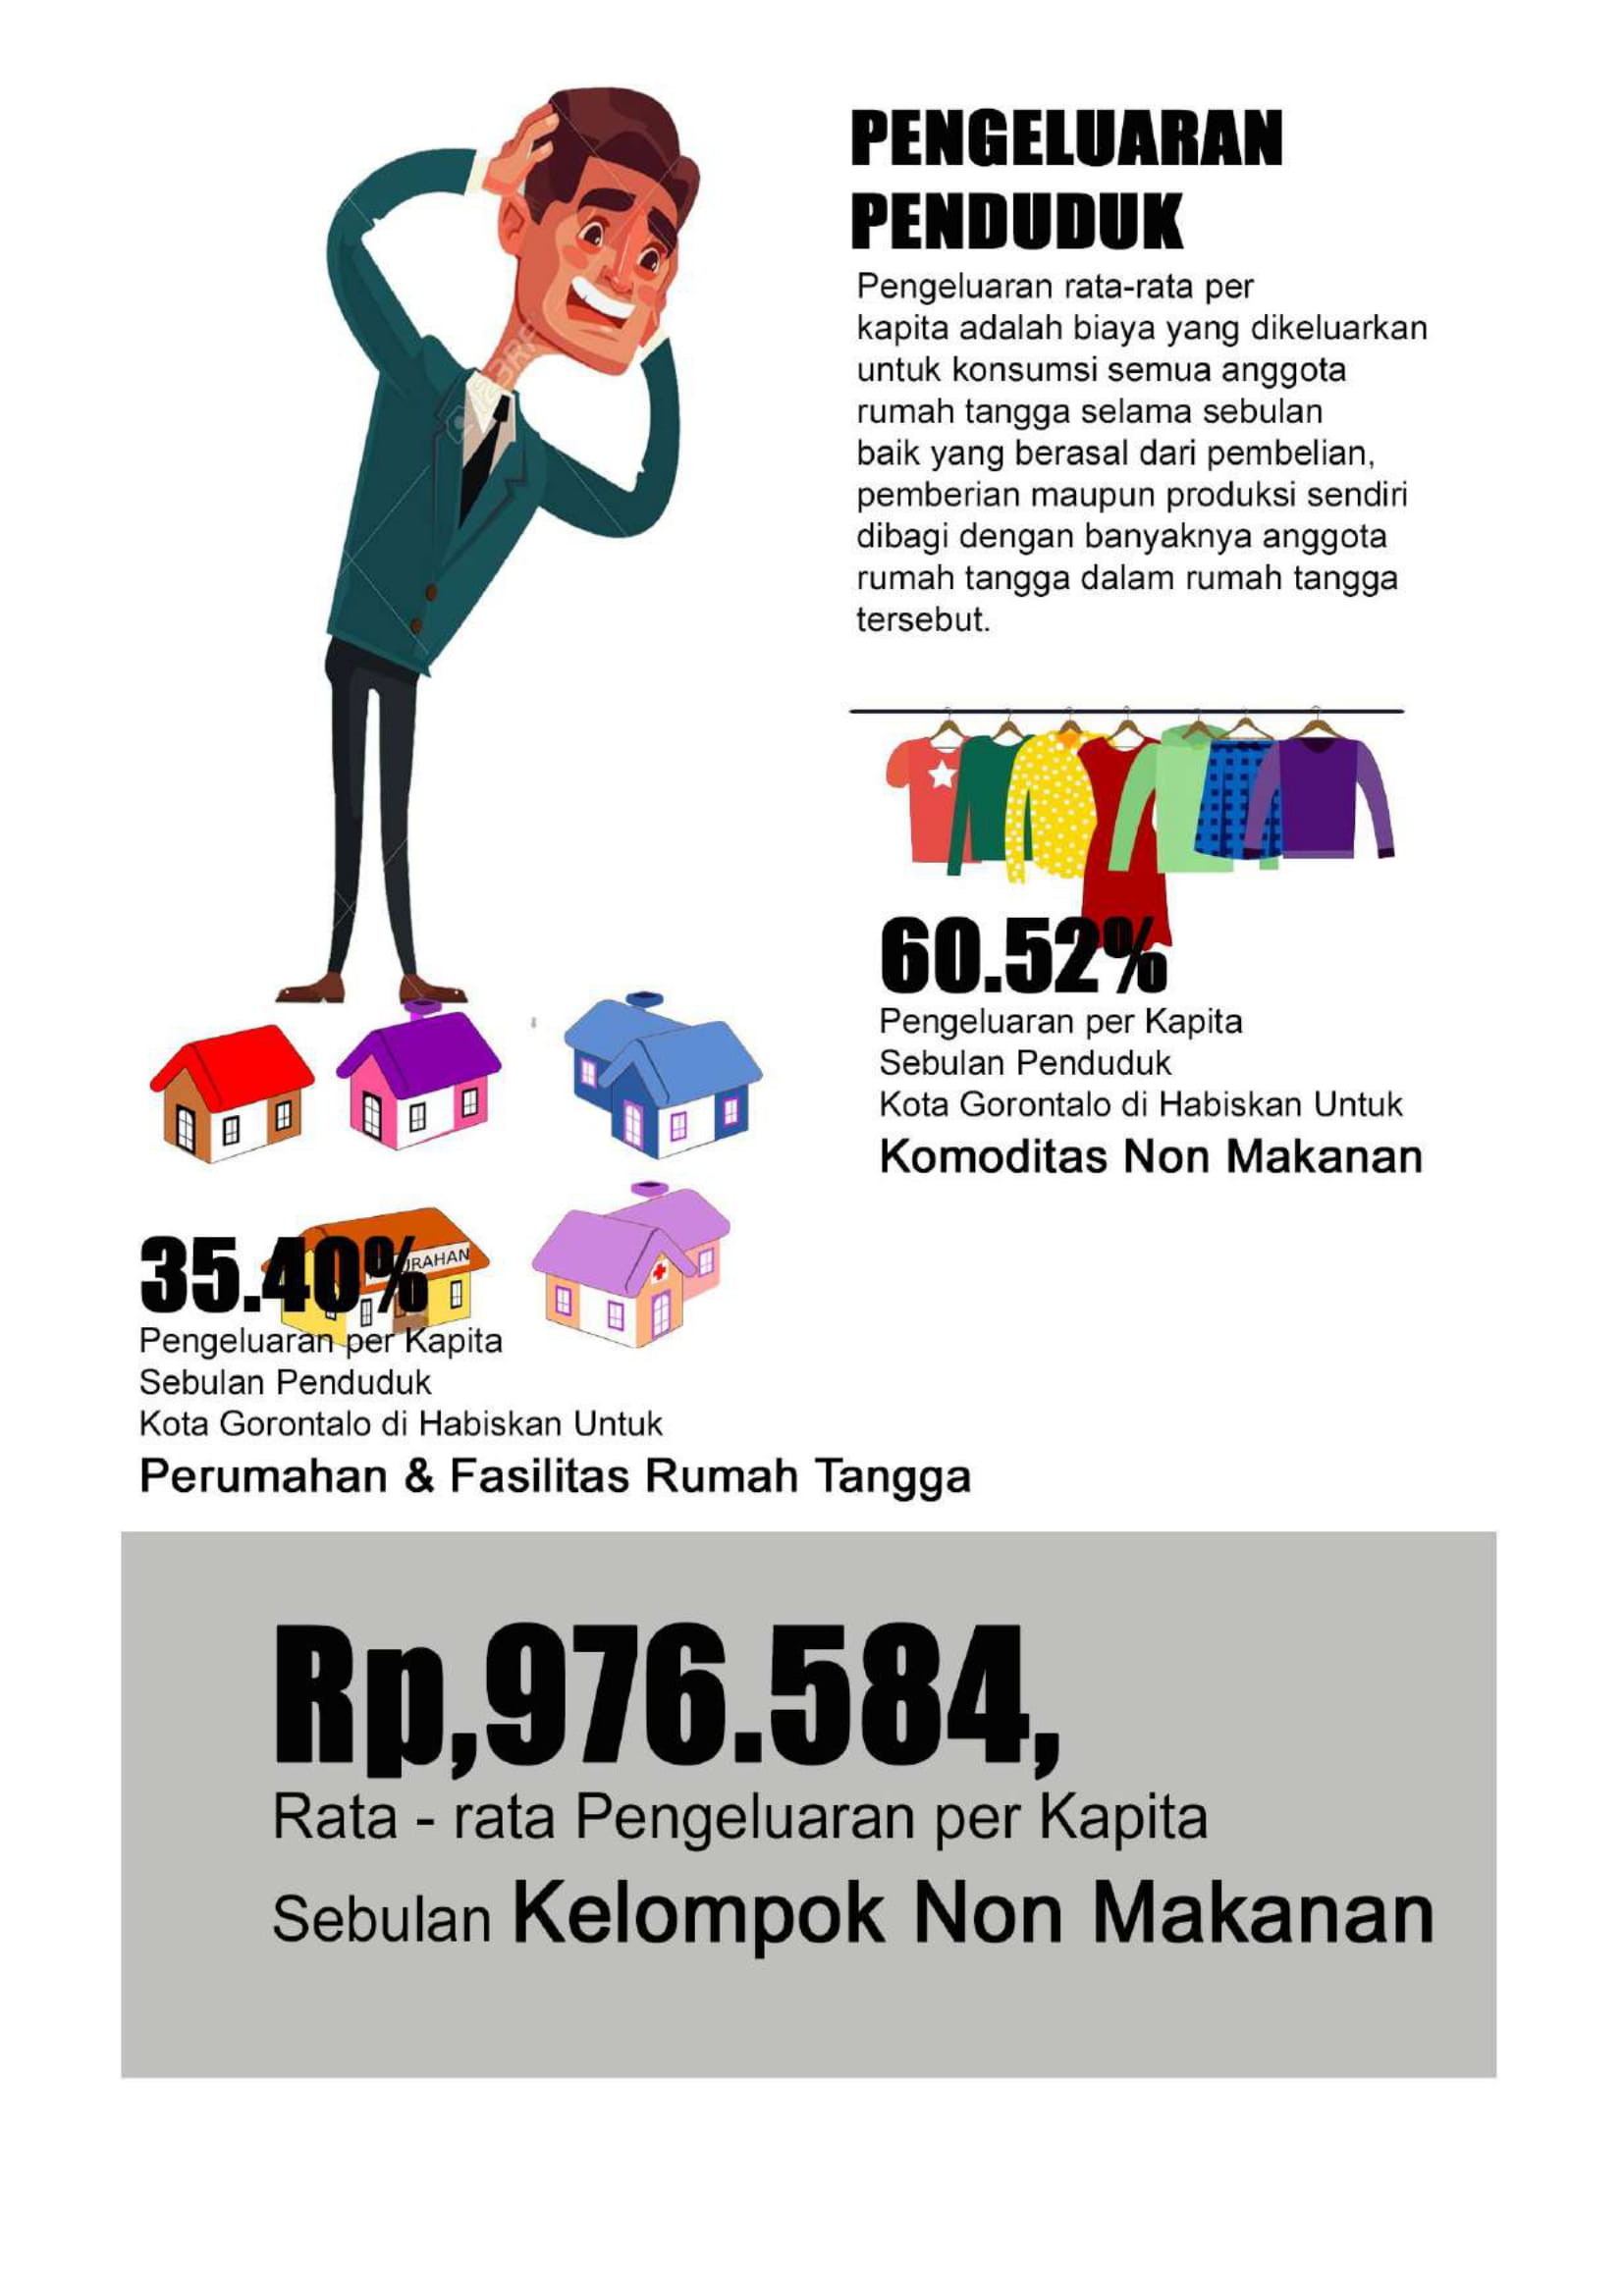 PENGELUARAN
PENDUDUK
Pengeluaran rata-rata per
kapita adalah biaya yang dikeluarkan
untuk konsumsi semua anggota
rumah tangga selama sebulan
baik yang berasal dari pembelian,
pemberian maupun produksi sendiri
dibagi dengan banyaknya anggota
rumah tangga dalam rumah tangga
tersebut.
60.52%
Pengeluaran per Kapita
Sebulan Penduduk
Kota Gorontalo di Habiskan Untuk
Komoditas Non Makanan
35.40%
Pengeluaran per Kapita
Sebulan Penduduk
Kota Gorontalo di Habiskan Untuk
Perumahan & Fasilitas Rumah Tangga
Rp,976.584,
Rata - rata Pengeluaran per Kapita
Sebulan Kelompok Non Makanan